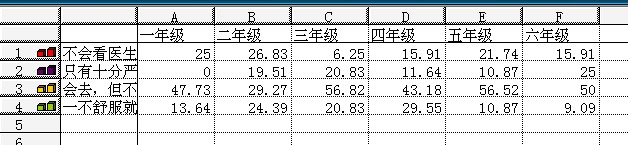 A B C D E F
一年级 二年级 三年级 四年级 五年级 六年级
1 不会看医生 25 26.83 6.25 15.91 21.74 15.91
2 只有十分严 0 19.51 20.83 11.64 10.87 25
3 会去，但不 47.73 29.27 56.82 43.18 56.52 50
4 一不舒服就 13.64 24.39 20.83 29.55 10.87 9.09
5
6